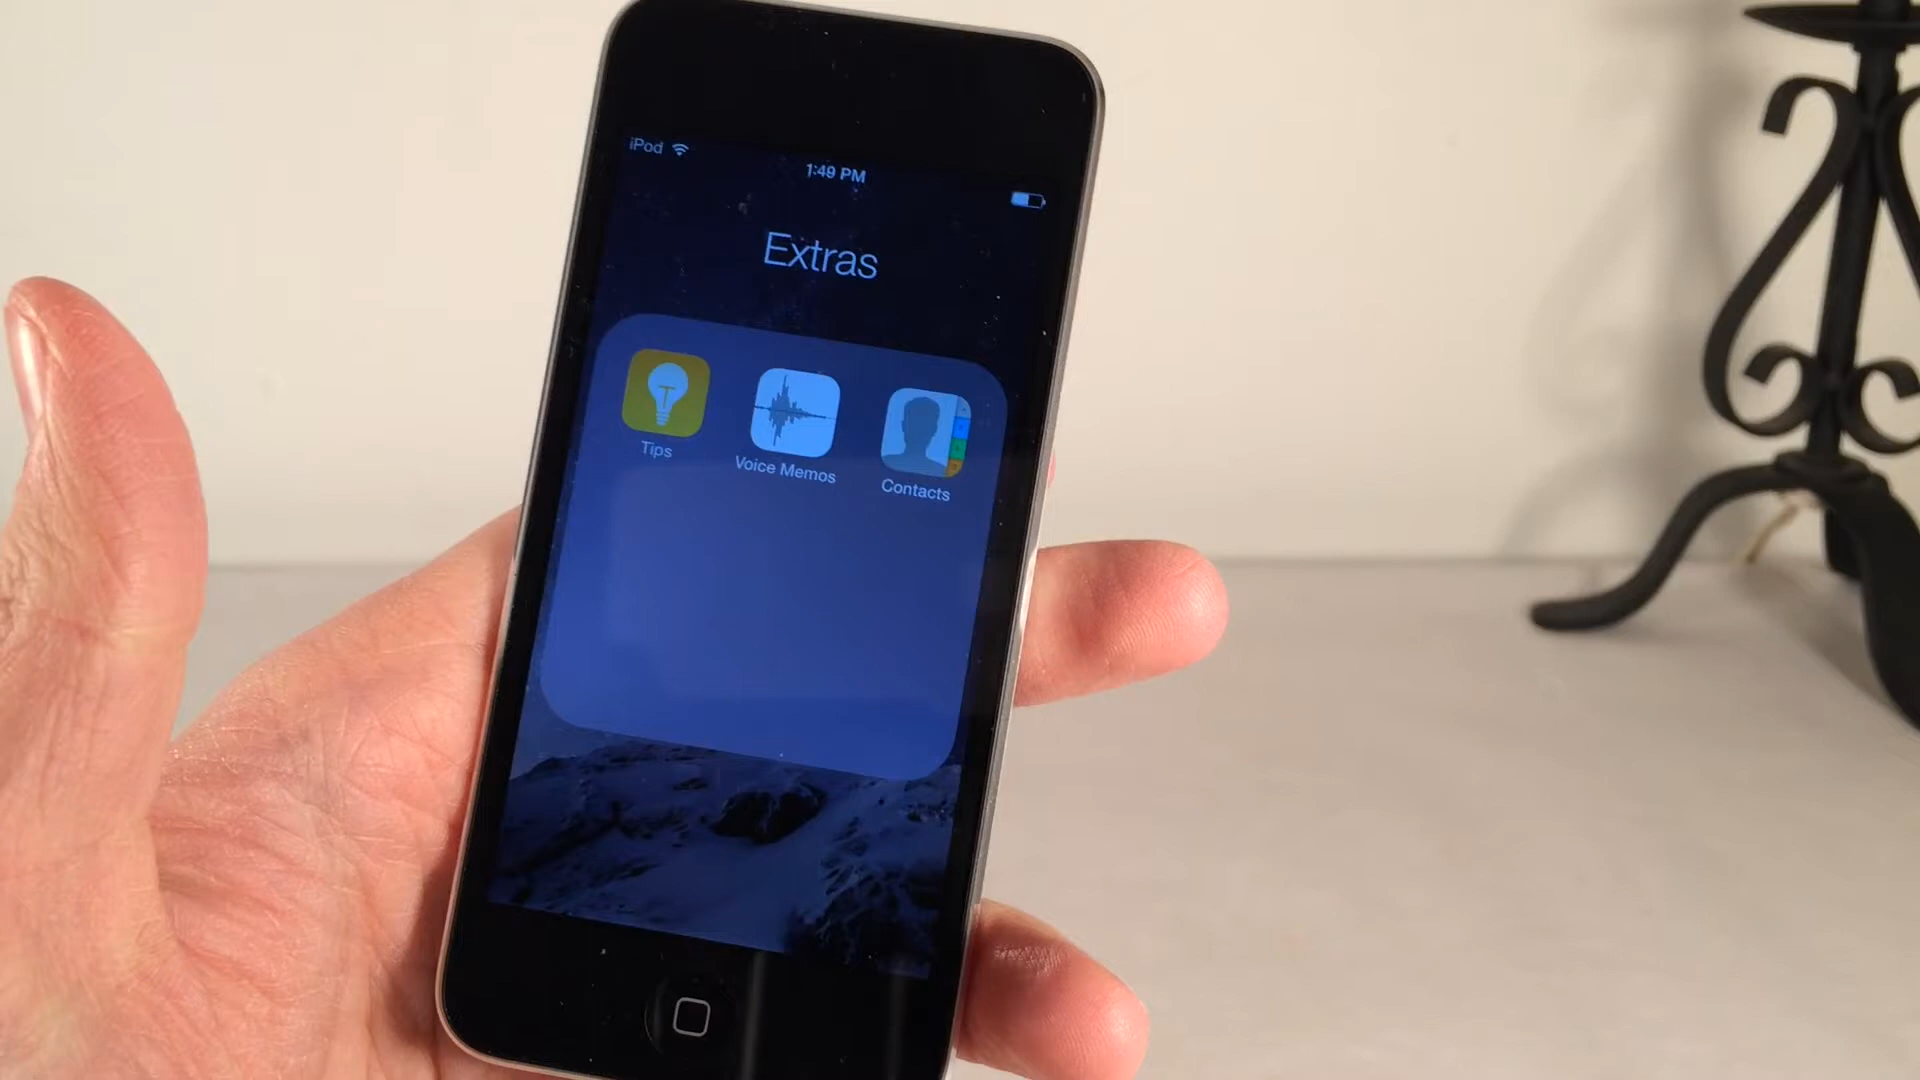 iPod
1:49 PM
Extras
Tips
Voice Memos
Contacts